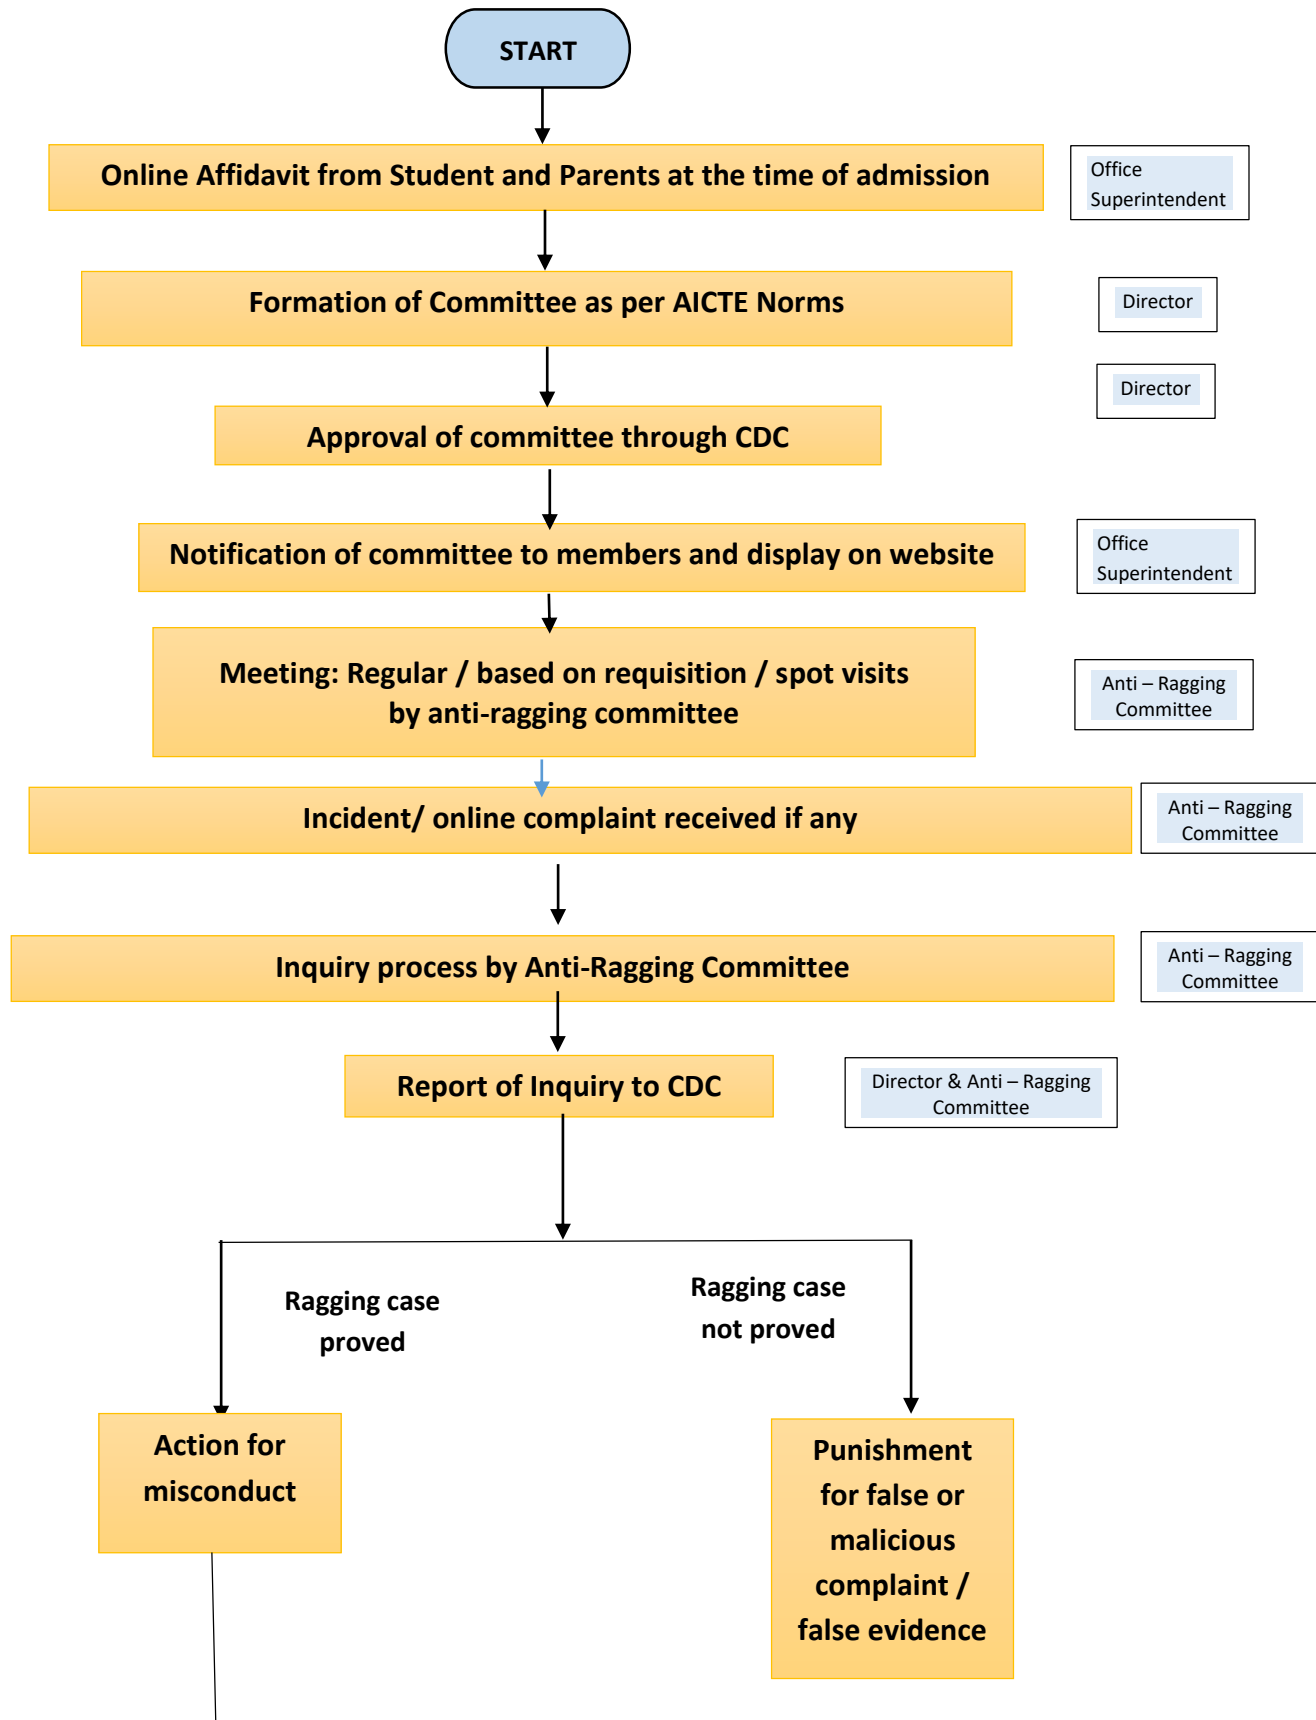 START
Online Affidavit from Student and Parents at the time of admission
Office
Superintendent
Formation of Committee as per AICTE Norms
Director
Director
Approval of committee through CDC
Notification of committee to members and display on website
Office
Superintendent
Meeting: Regular / based on requisition / spot visits
by anti-ragging committee
Anti – Ragging
Committee
Incident/ online complaint received if any
Anti – Ragging
Committee
Inquiry process by Anti-Ragging Committee
Anti – Ragging
Committee
Report of Inquiry to CDC
Director & Anti – Ragging
Committee
Ragging case
proved
Ragging case
not proved
Action for
misconduct
Punishment
for false or
malicious
complaint /
false evidence